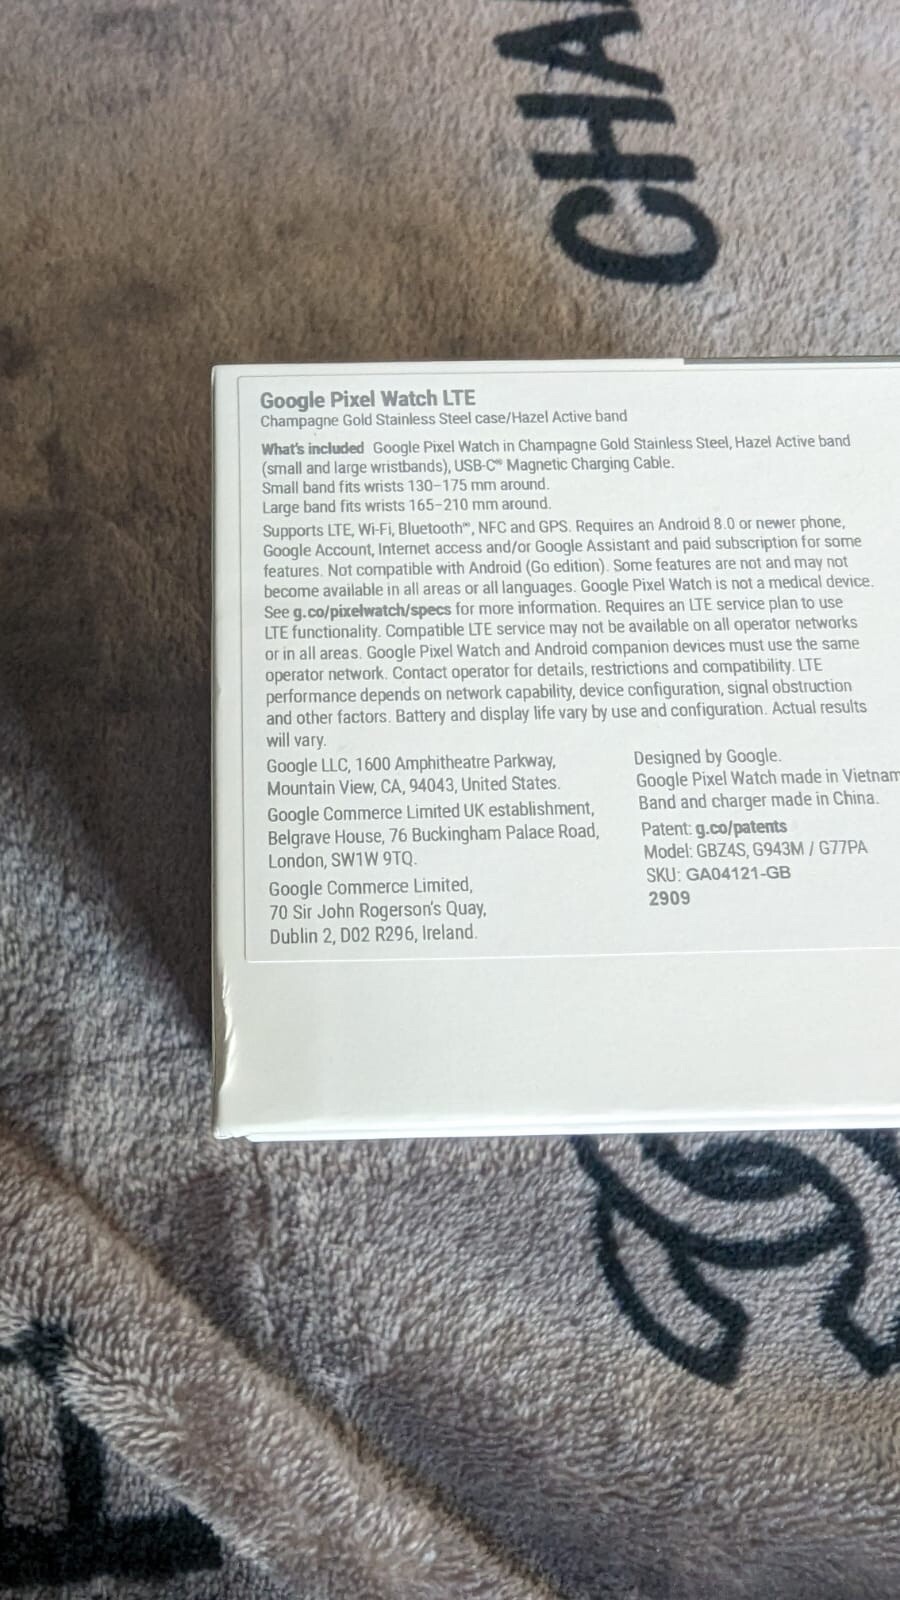 CHA
Google Pixel Watch LTE
Champagne Gold Stainless Steel case/Hazel Active band
What's included Google Pixel Watch in Champagne Gold Stainless Steel, Hazel Active band
(small and large wristbands), USB-C® Magnetic Charging Cable.
Small band fits wrists 130–175 mm around.
Large band fits wrists 165–210 mm around.
Supports LTE, Wi-Fi, Bluetooth™, NFC and GPS. Requires an Android 8.0 or newer phone,
Google Account, Internet access and/or Google Assistant and paid subscription for some
features. Not compatible with Android (Go edition). Some features are not and may not
become available in all areas or all languages. Google Pixel Watch is not a medical device.
See g.co/pixelwatch/specs for more information. Requires an LTE service plan to use
LTE functionality. Compatible LTE service may not be available on all operator networks
or in all areas. Google Pixel Watch and Android companion devices must use the same
operator network. Contact operator for details, restrictions and compatibility. LTE
performance depends on network capability, device configuration, signal obstruction
and other factors. Battery and display life vary by use and configuration. Actual results
will vary.
Google LLC, 1600 Amphitheatre Parkway,
Mountain View, CA, 94043, United States.
Google Commerce Limited UK establishment,
Belgrave House, 76 Buckingham Palace Road,
London, SW1W 9TQ.
Google Commerce Limited,
70 Sir John Rogerson's Quay,
Dublin 2, D02 R296, Ireland.
Designed by Google.
Google Pixel Watch made in Vietnam
Band and charger made in China.
Patent: g.co/patents
Model: GBZ4S, G943M / G77PA
SKU: GA04121-GB
2909